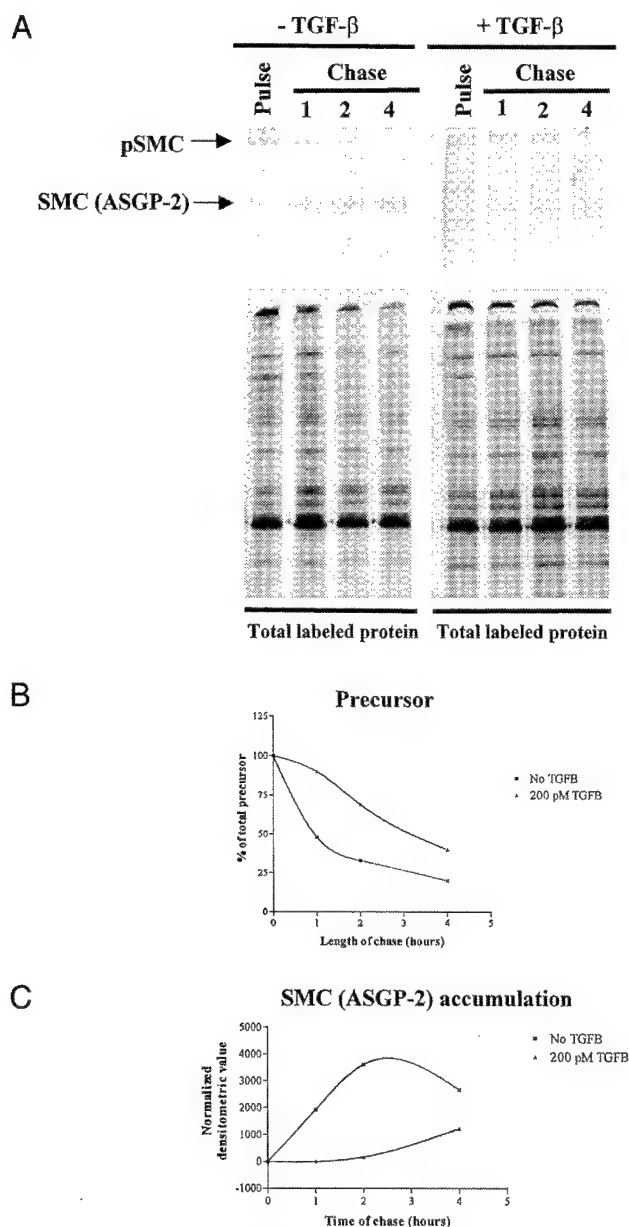 A
- TGF-β + TGF-β
Pulse Chase Pulse Chase
1 2 4 1 2 4
pSMC
SMC (ASGP-2)
Total labeled protein Total labeled protein
B
Precursor
% of total precursor
125
100
75
50
25
0
0 1 2 3 4 5
Length of chase (hours)
No TGFB
200 pM TGFB
C
SMC (ASGP-2) accumulation
Normalized
densitometric value
5000
4000
3000
2000
1000
0
-1000
0 1 2 3 4 5
Time of chase (hours)
No TGFB
200 pM TGFB